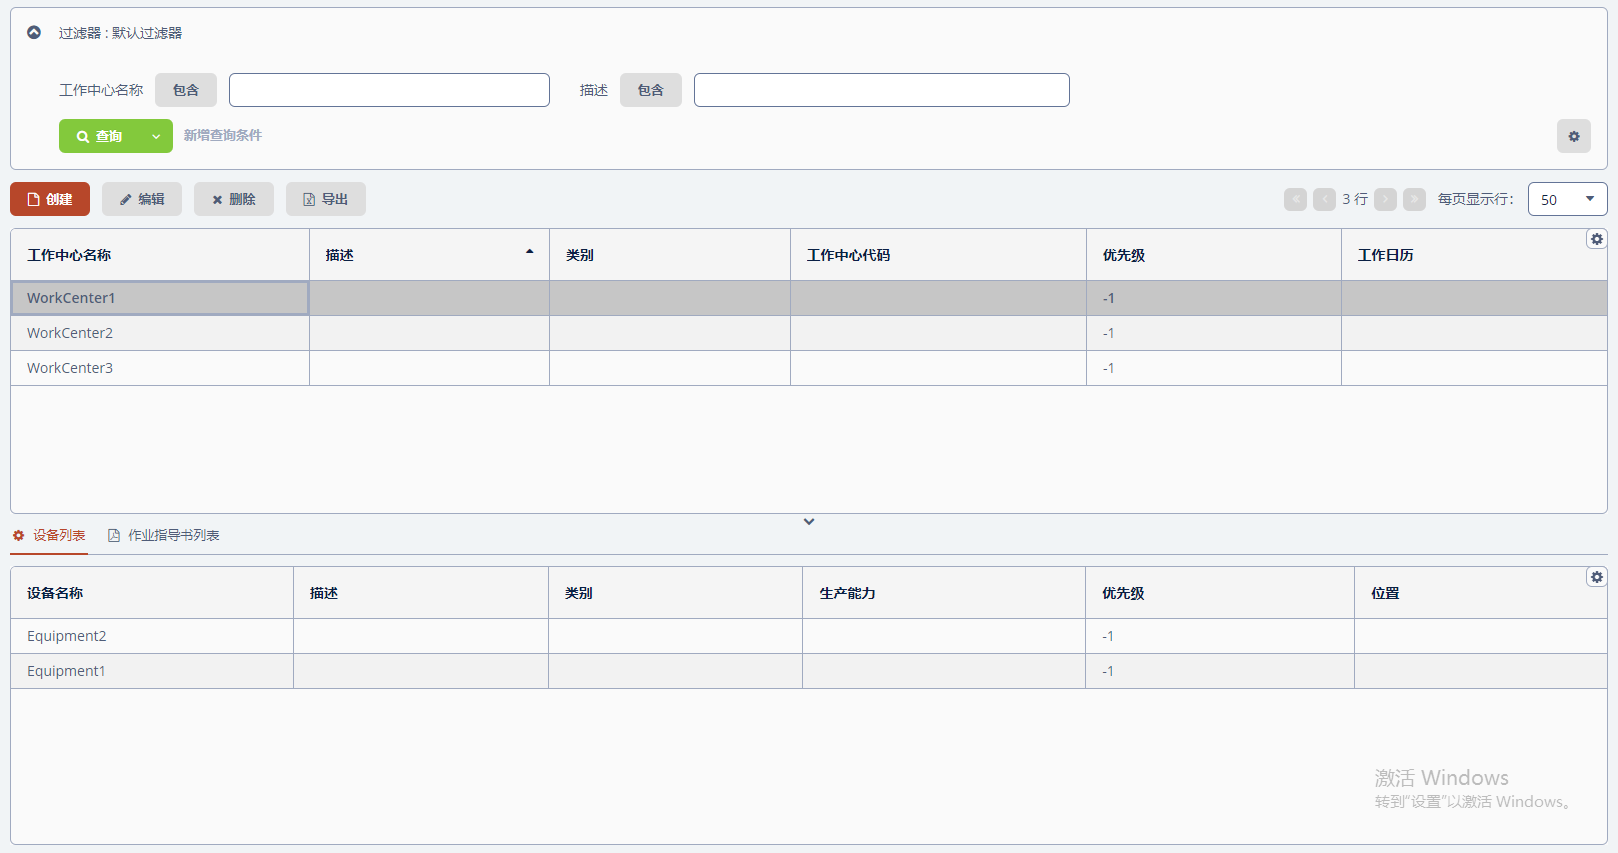 过滤器 : 默认过滤器
工作中心名称 包含 描述 包含
查询 新增查询条件
创建 编辑 删除 导出 « ‹ 3 行 › » 每页显示行: 50
工作中心名称 描述 类别 工作中心代码 优先级 工作日历
WorkCenter1 -1
WorkCenter2 -1
WorkCenter3 -1
设备列表 作业指导书列表
设备名称 描述 类别 生产能力 优先级 位置
Equipment2 -1
Equipment1 -1
激活 Windows
转到"设置"以激活 Windows。